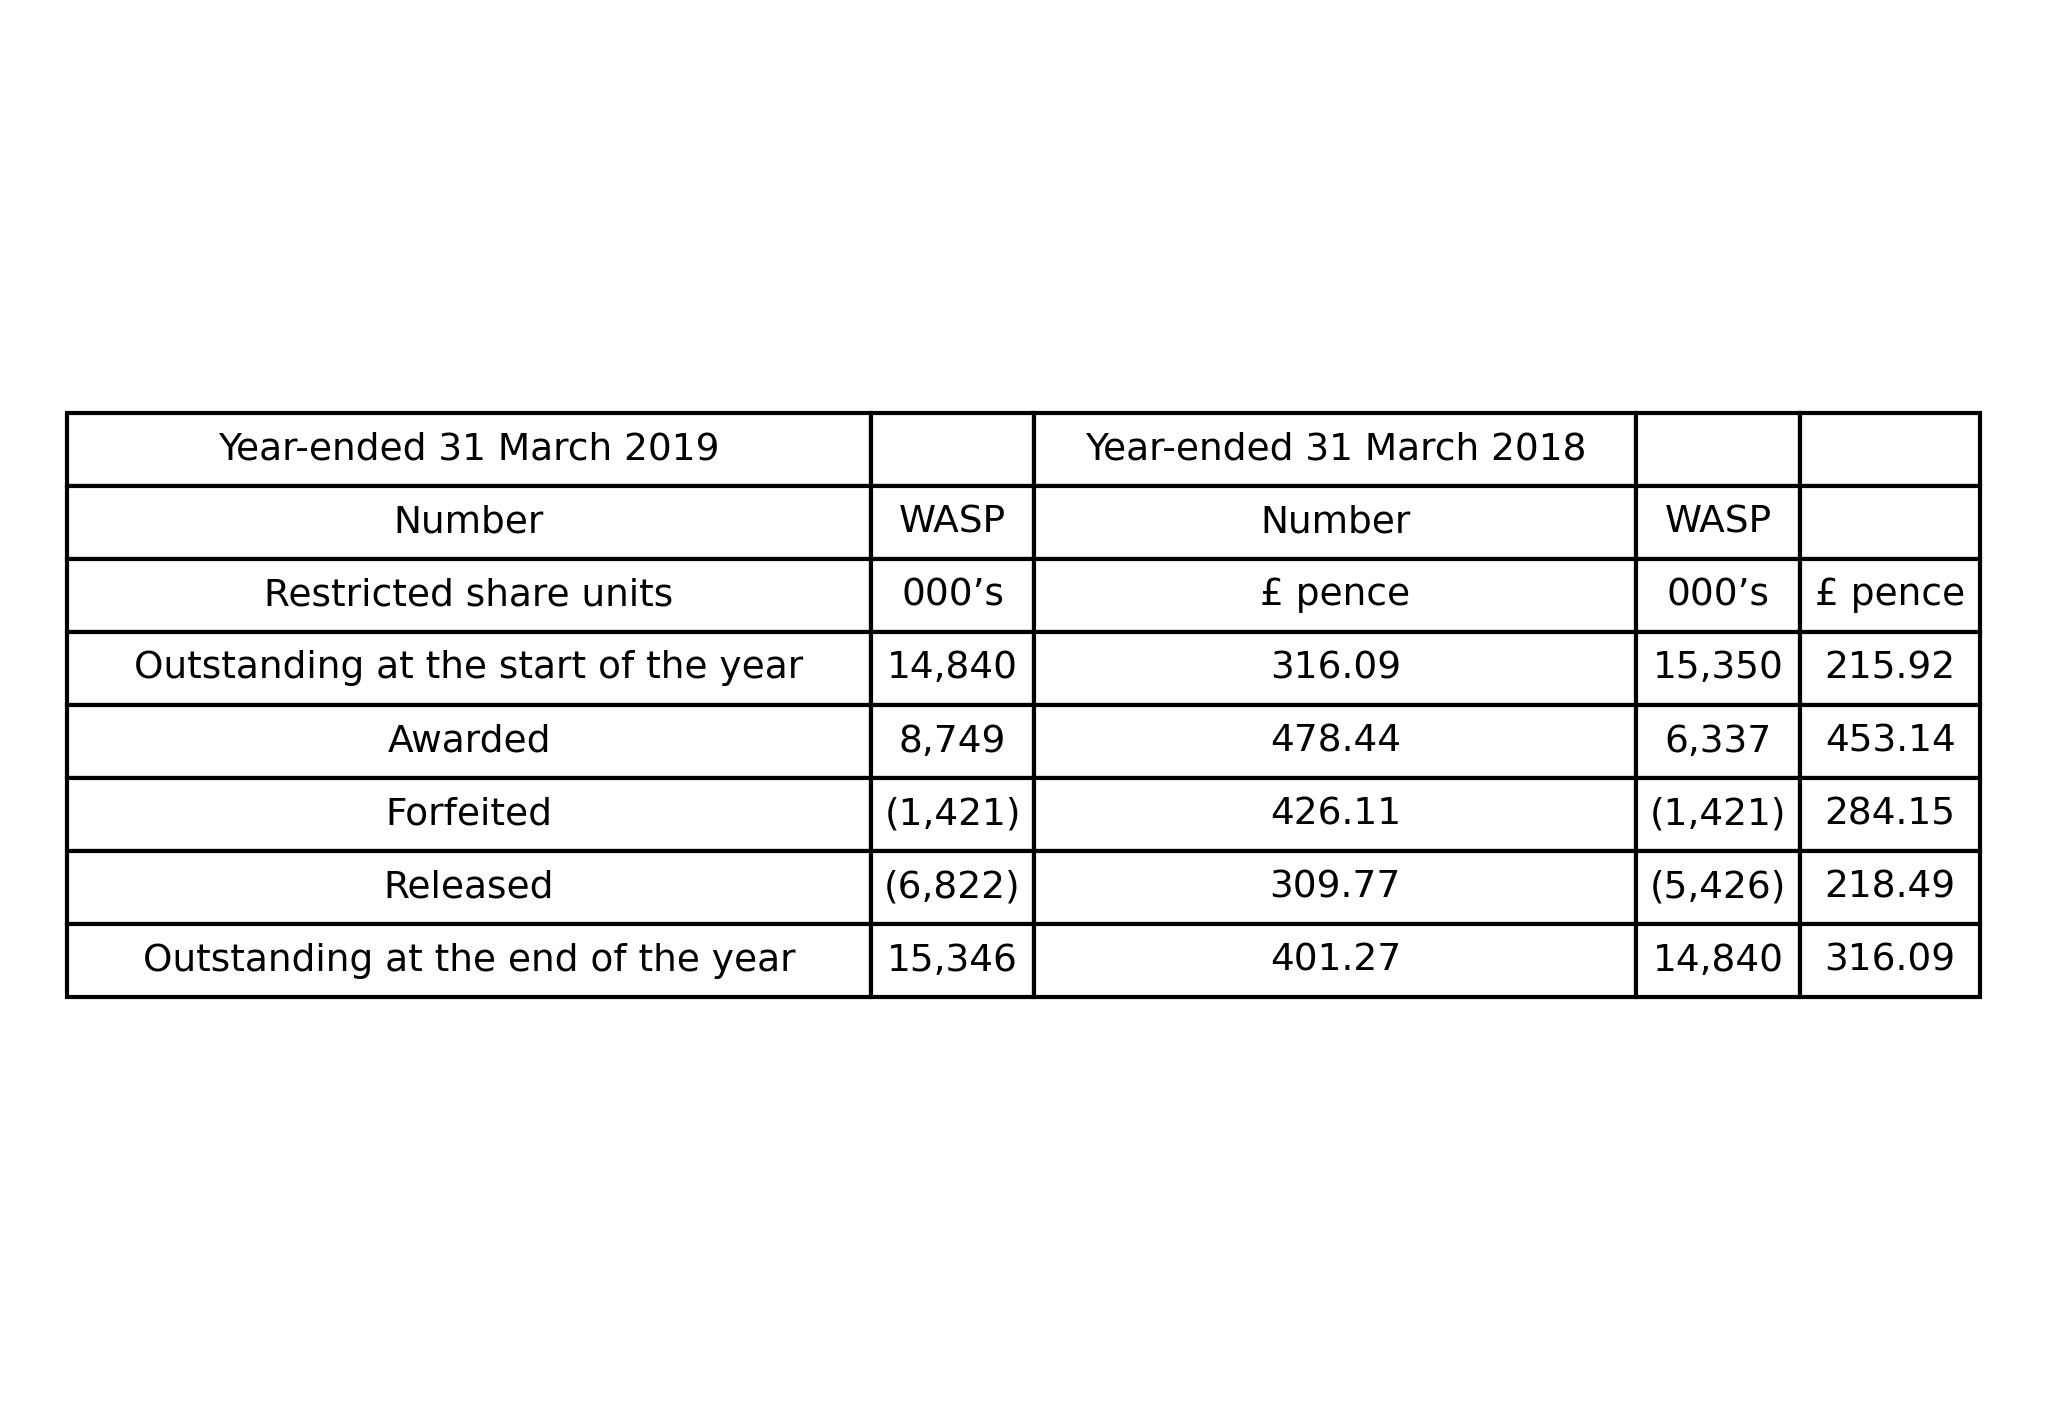 Year-ended 31 March 2019 Year-ended 31 March 2018
Number WASP Number WASP
Restricted share units 000’s £ pence 000’s £ pence
Outstanding at the start of the year 14,840 316.09 15,350 215.92
Awarded 8,749 478.44 6,337 453.14
Forfeited (1,421) 426.11 (1,421) 284.15
Released (6,822) 309.77 (5,426) 218.49
Outstanding at the end of the year 15,346 401.27 14,840 316.09